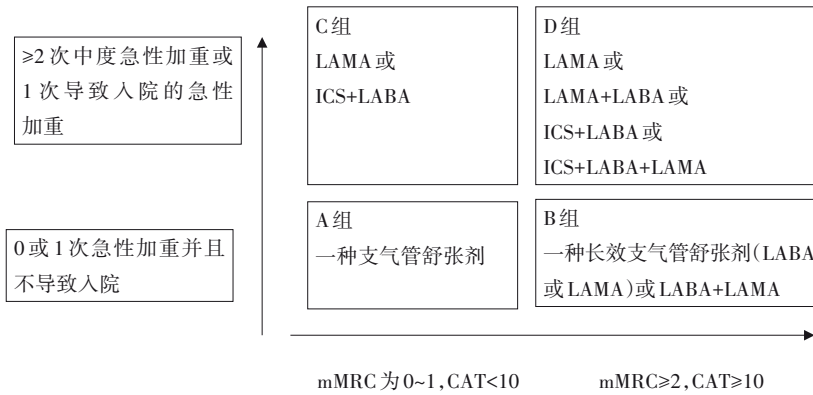 ≥2次中度急性加重或
1次导致入院的急性
加重
C组
LAMA或
ICS+LABA
D组
LAMA或
LAMA+LABA或
ICS+LABA或
ICS+LABA+LAMA
0或1次急性加重并且
不导致入院
A组
一种支气管舒张剂
B组
一种长效支气管舒张剂(LABA
或LAMA)或LABA+LAMA
mMRC为0~1,CAT<10
mMRC≥2,CAT≥10